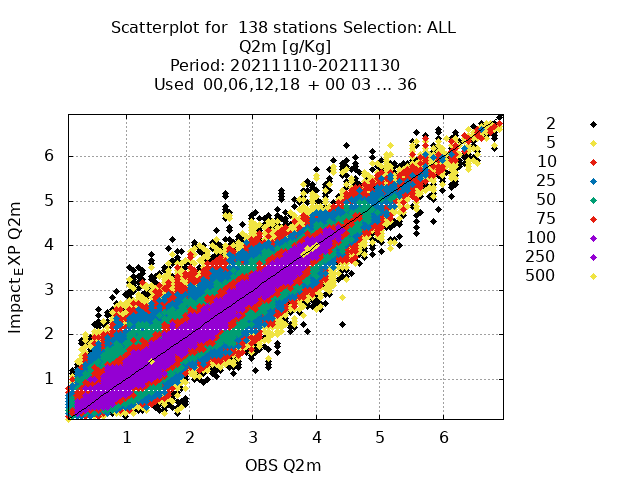 Scatterplot for 138 stations Selection: ALL
Q2m [g/Kg]
Period: 20211110-20211130
Used 00,06,12,18 + 00 03 ... 36
2
5
10
25
50
75
100
250
500
6
5
4
3
2
1
Impact_EXP Q2m
1 2 3 4 5 6
OBS Q2m